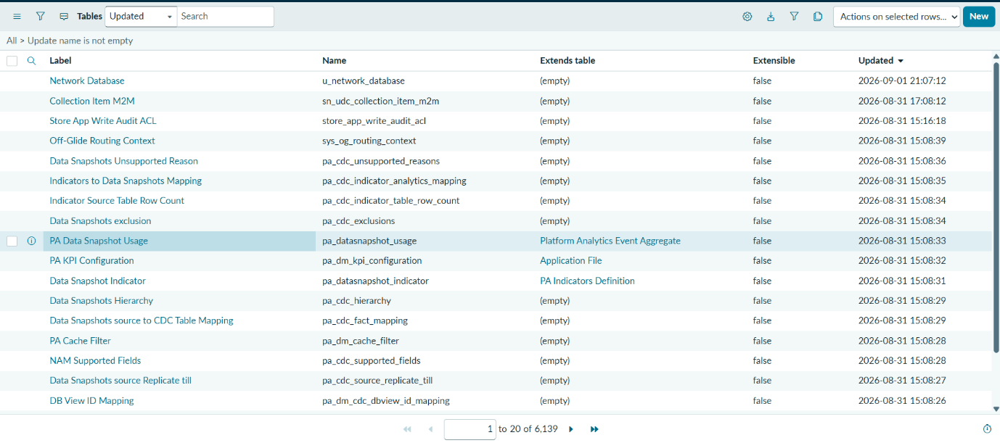 Tables Updated Search Actions on selected rows... New
All > Update name is not empty
Label Name Extends table Extensible Updated
Network Database u_network_database (empty) false 2026-09-01 21:07:12
Collection Item M2M sn_udc_collection_item_m2m (empty) false 2026-08-31 17:08:12
Store App Write Audit ACL store_app_write_audit_acl (empty) false 2026-08-31 15:16:18
Off-Glide Routing Context sys_og_routing_context (empty) false 2026-08-31 15:08:39
Data Snapshots Unsupported Reason pa_cdc_unsupported_reasons (empty) false 2026-08-31 15:08:36
Indicators to Data Snapshots Mapping pa_cdc_indicator_analytics_mapping (empty) false 2026-08-31 15:08:35
Indicator Source Table Row Count pa_cdc_indicator_table_row_count (empty) false 2026-08-31 15:08:34
Data Snapshots exclusion pa_cdc_exclusions (empty) false 2026-08-31 15:08:34
PA Data Snapshot Usage pa_datasnapshot_usage Platform Analytics Event Aggregate false 2026-08-31 15:08:33
PA KPI Configuration pa_dm_kpi_configuration Application File false 2026-08-31 15:08:32
Data Snapshot Indicator pa_datasnapshot_indicator PA Indicators Definition false 2026-08-31 15:08:31
Data Snapshots Hierarchy pa_cdc_hierarchy (empty) false 2026-08-31 15:08:29
Data Snapshots source to CDC Table Mapping pa_cdc_fact_mapping (empty) false 2026-08-31 15:08:29
PA Cache Filter pa_dm_cache_filter (empty) false 2026-08-31 15:08:28
NAM Supported Fields pa_cdc_supported_fields (empty) false 2026-08-31 15:08:28
Data Snapshots source Replicate till pa_cdc_source_replicate_till (empty) false 2026-08-31 15:08:27
DB View ID Mapping pa_dm_cdc_dbview_id_mapping (empty) false 2026-08-31 15:08:26
1 to 20 of 6,139